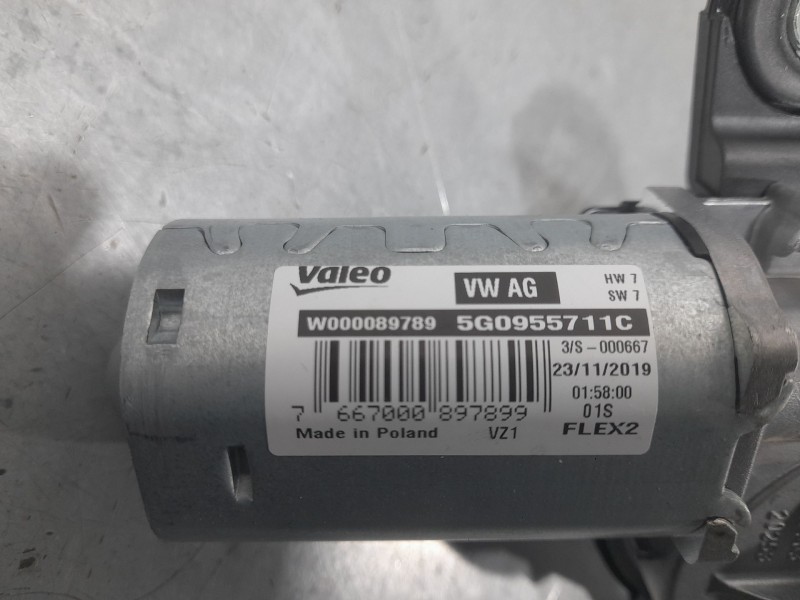 Valeo
VW AG
HW 7
SW 7
W000089789 5G0955711C
3/S-000667
23/11/2019
01:58:00
7 667000 897899
01S
Made in Poland VZ1 FLEX2